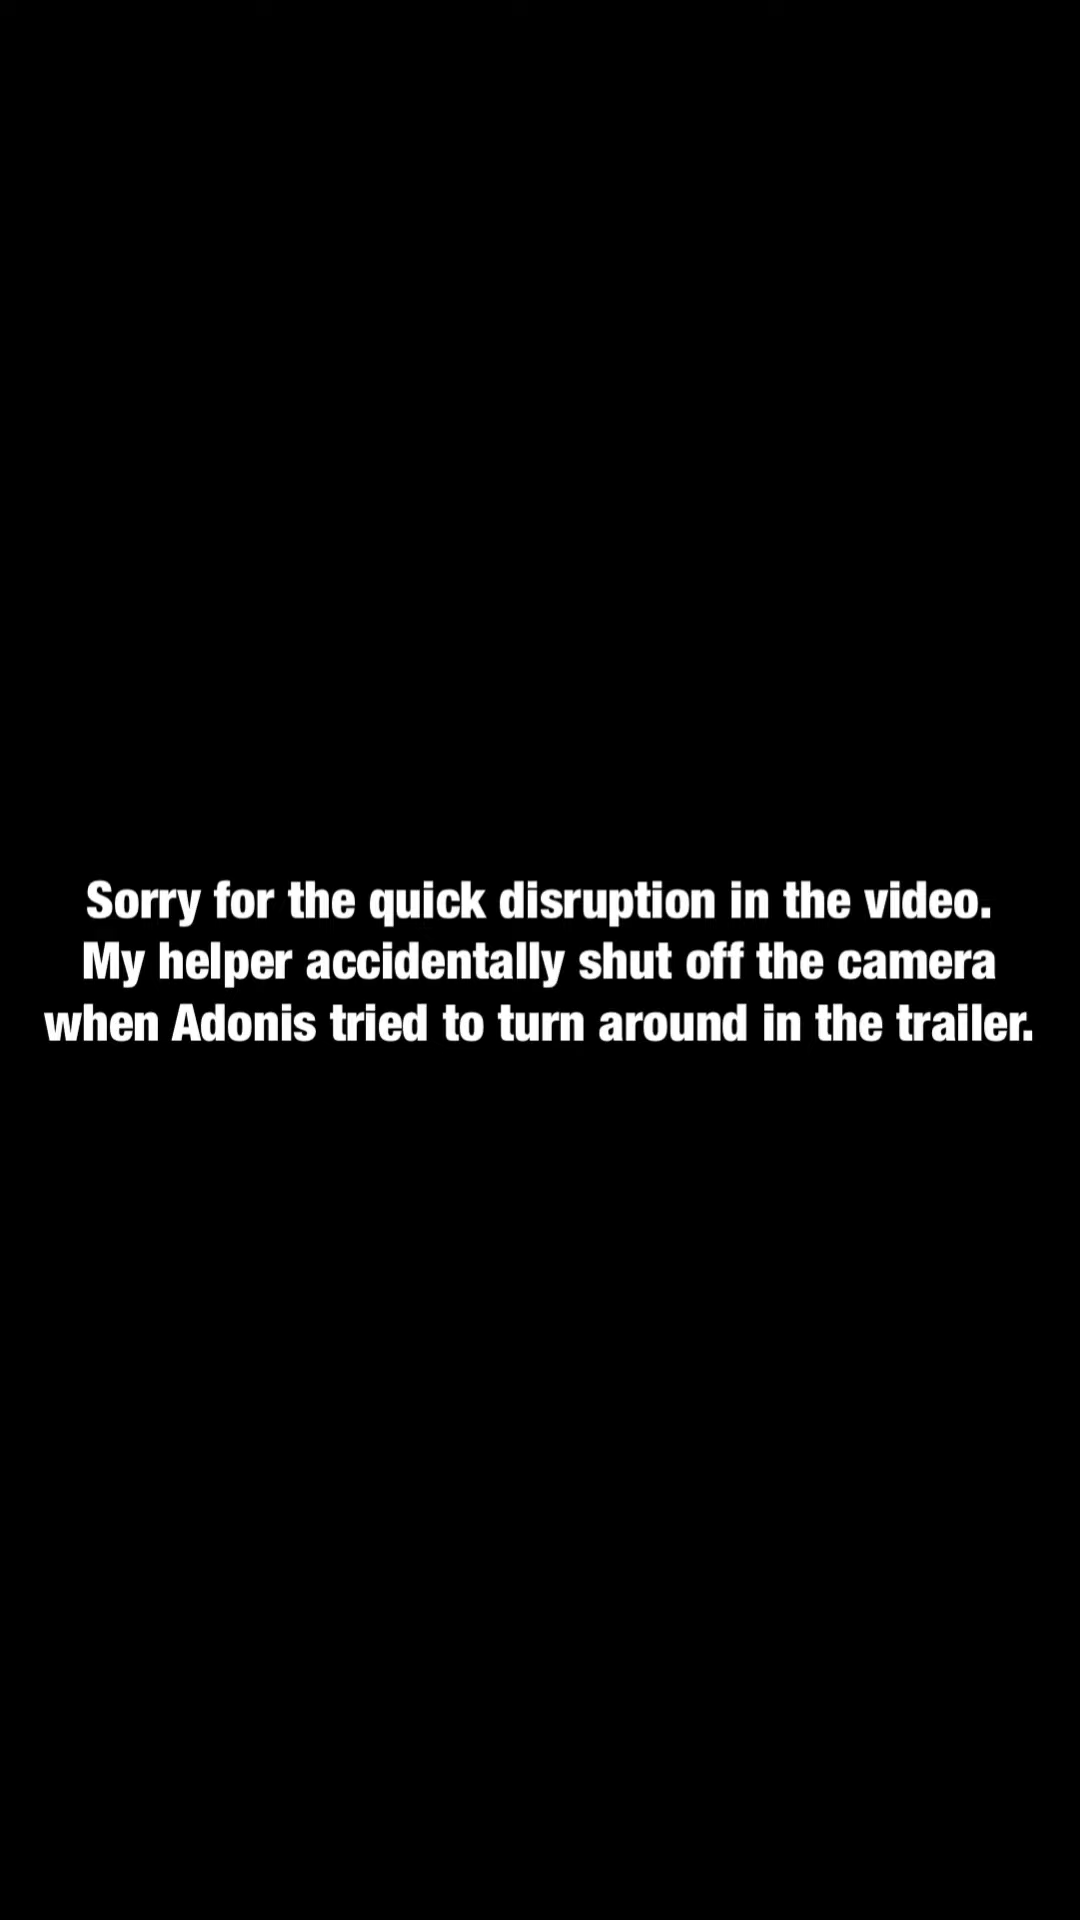 Sorry for the quick disruption in the video.
My helper accidentally shut off the camera
when Adonis tried to turn around in the trailer.